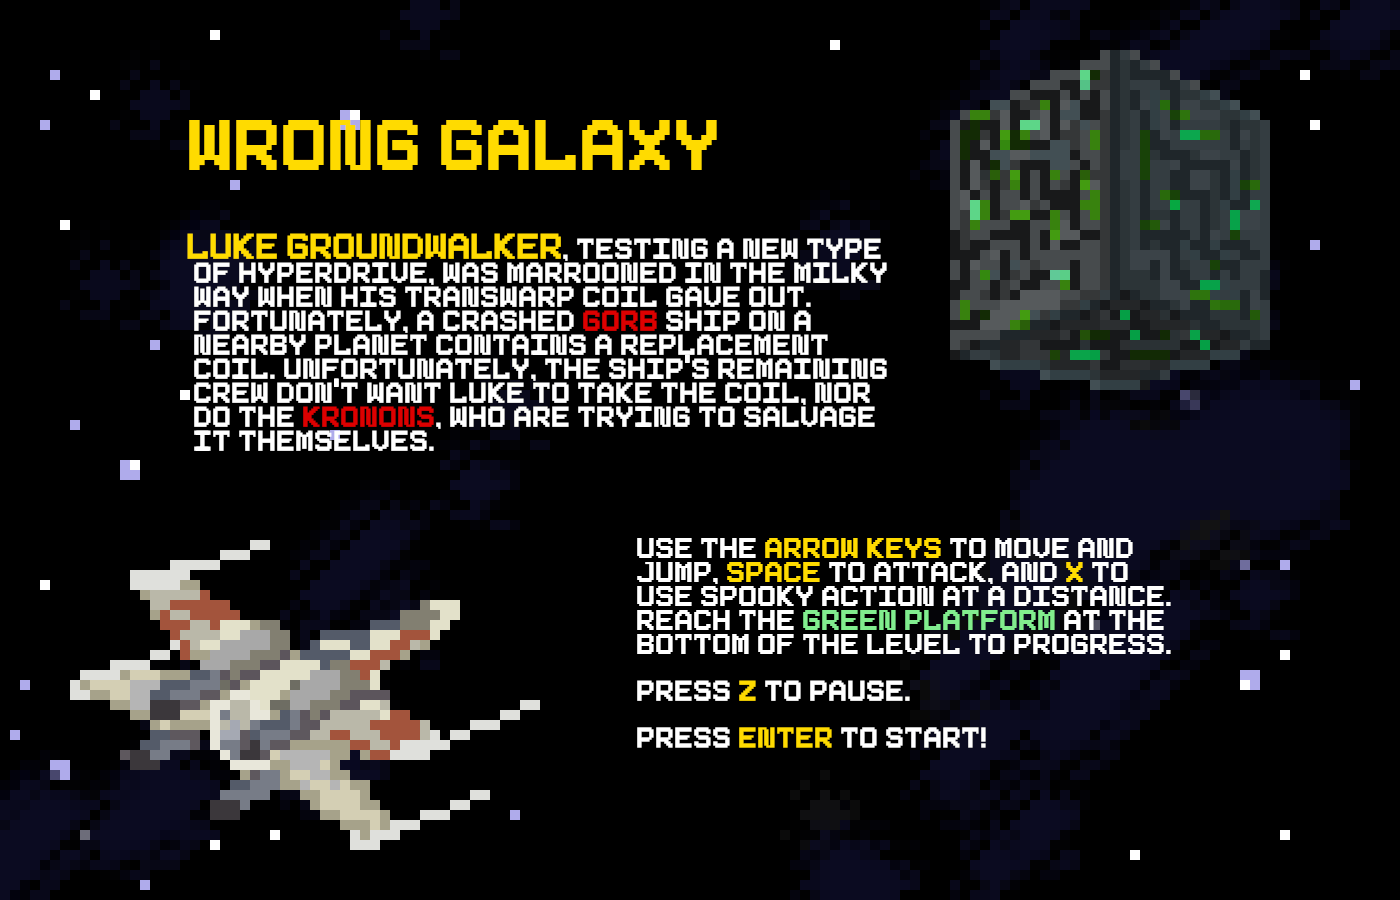 WRONG GALAXY
LUKE GROUNDWALKER, TESTING A NEW TYPE
OF HYPERDRIVE, WAS MARROONED IN THE MILKY
WAY WHEN HIS TRANSWARP COIL GAVE OUT.
FORTUNATELY, A CRASHED GORB SHIP ON A
NEARBY PLANET CONTAINS A REPLACEMENT
COIL. UNFORTUNATELY, THE SHIP'S REMAINING
CREW DON'T WANT LUKE TO TAKE THE COIL, NOR
DO THE KRONONS, WHO ARE TRYING TO SALVAGE
IT THEMSELVES.
USE THE ARROW KEYS TO MOVE AND
JUMP, SPACE TO ATTACK, AND X TO
USE SPOOKY ACTION AT A DISTANCE.
REACH THE GREEN PLATFORM AT THE
BOTTOM OF THE LEVEL TO PROGRESS.
PRESS Z TO PAUSE.
PRESS ENTER TO START!